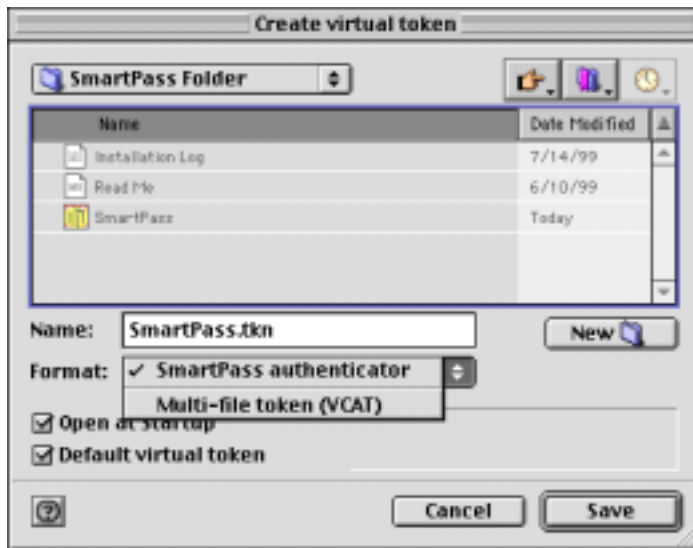 Create virtual token
SmartPass Folder
Name Date Modified
Installation Log 7/14/99
Read Me 6/10/99
SmartPass Today
Name: SmartPass.tkn New
Format: ✓ SmartPass authenticator
Multi-file token (VCAT)
Open at startup
Default virtual token
Cancel Save